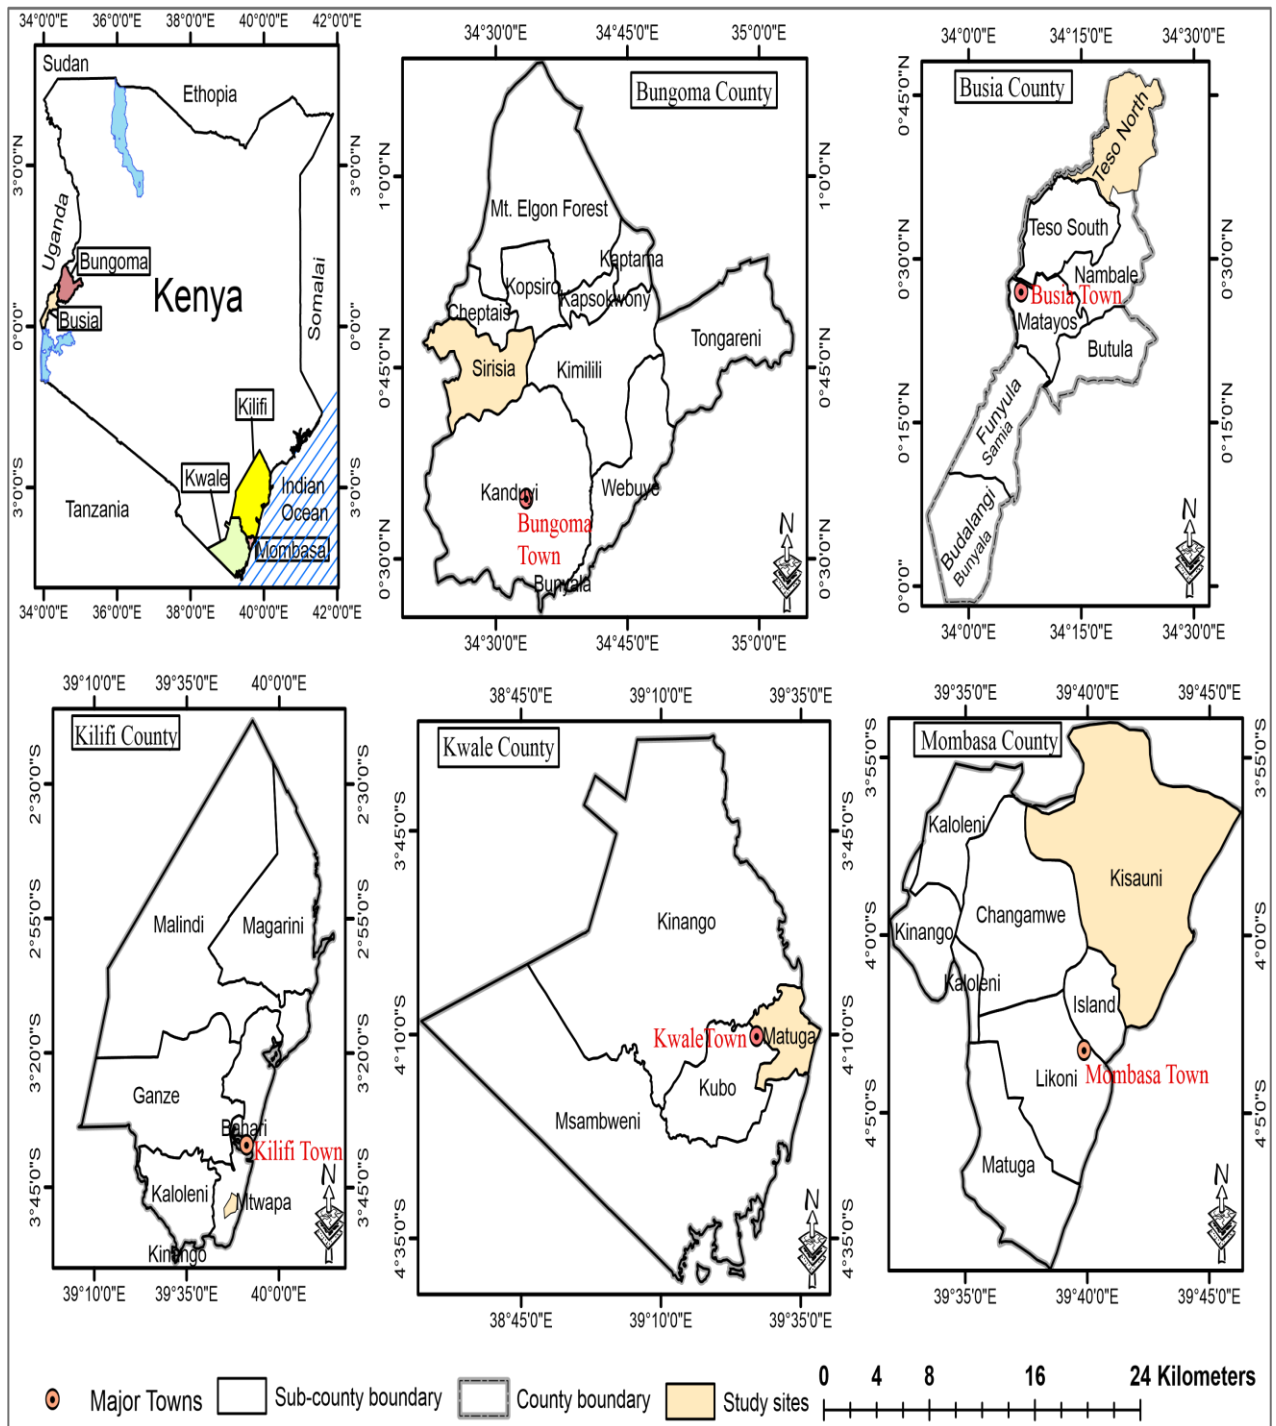 34°0'0"E 36°0'0"E 38°0'0"E 40°0'0"E 42°0'0"E
Sudan
Ethopia
3°0'0"N
3°0'0"N
Uganda
Bungoma
Kenya
Somalai
0°0'0"
0°0'0"
Busia
Kilifi
Kwale
3°0'0"S
3°0'0"S
Indian
Ocean
Tanzania
Mombasa
34°0'0"E 36°0'0"E 38°0'0"E 40°0'0"E 42°0'0"E
34°30'0"E 34°45'0"E 35°0'0"E
Bungoma County
1°0'0"N
1°0'0"N
Mt. Elgon Forest
Kaptama
Kopsiro
Kapsokwony
Cheptais
Tongareni
Sirisia
Kimilili
0°45'0"N
0°45'0"N
Kanduyi
Webuye
Bungoma
Town
Bunyala
0°30'0"N
0°30'0"N
N
34°30'0"E 34°45'0"E 35°0'0"E
34°0'0"E 34°15'0"E 34°30'0"E
Busia County
0°45'0"N
0°45'0"N
Teso North
Teso South
0°30'0"N
0°30'0"N
Nambale
Busia Town
Matayos
Butula
0°15'0"N
0°15'0"N
Funyula
Samia
Budalangi
Bunyala
N
0°0'0"
0°0'0"
34°0'0"E 34°15'0"E 34°30'0"E
39°10'0"E 39°35'0"E 40°0'0"E
Kilifi County
2°30'0"S
2°30'0"S
Malindi
Magarini
2°55'0"S
2°55'0"S
3°20'0"S
3°20'0"S
Ganze
Bahari
Kilifi Town
N
Kaloleni
Mtwapa
3°45'0"S
3°45'0"S
Kinango
39°10'0"E 39°35'0"E 40°0'0"E
38°45'0"E 39°10'0"E 39°35'0"E
Kwale County
3°45'0"S
3°45'0"S
Kinango
4°10'0"S
4°10'0"S
KwaleTown
Matuga
Kubo
Msambweni
N
4°35'0"S
4°35'0"S
38°45'0"E 39°10'0"E 39°35'0"E
39°35'0"E 39°40'0"E 39°45'0"E
Mombasa County
3°55'0"S
3°55'0"S
Kaloleni
Kisauni
Changamwe
Kinango
4°0'0"S
4°0'0"S
Kaloleni
Island
Likoni
Mombasa Town
4°5'0"S
4°5'0"S
Matuga
N
39°35'0"E 39°40'0"E 39°45'0"E
0 4 8 16 24 Kilometers
Major Towns
Sub-county boundary
County boundary
Study sites